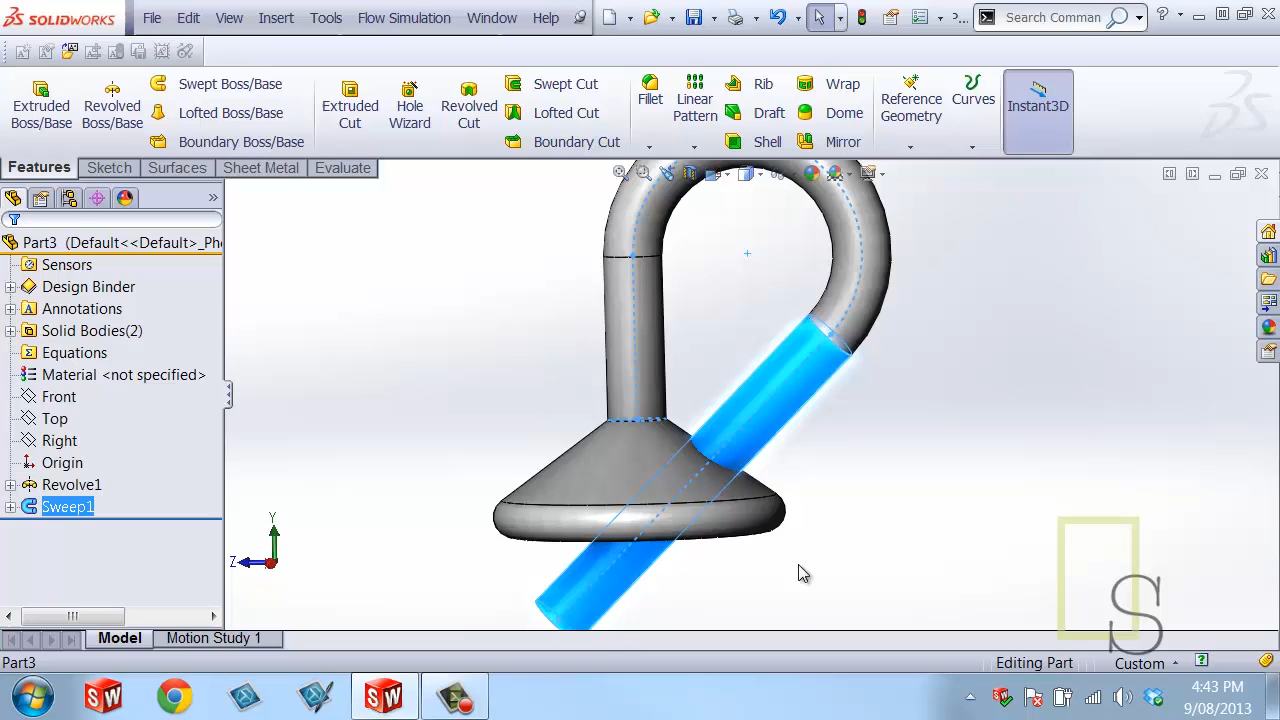 SOLIDWORKS File Edit View Insert Tools Flow Simulation Window Help Search Comman
Extruded Boss/Base
Revolved Boss/Base
Swept Boss/Base
Lofted Boss/Base
Boundary Boss/Base
Extruded Cut
Hole Wizard
Revolved Cut
Swept Cut
Lofted Cut
Boundary Cut
Fillet
Linear Pattern
Rib
Draft
Shell
Wrap
Dome
Mirror
Reference Geometry
Curves
Instant3D
Features Sketch Surfaces Sheet Metal Evaluate
Part3 (Default<<Default>_Ph
Sensors
Design Binder
Annotations
Solid Bodies(2)
Equations
Material <not specified>
Front
Top
Right
Origin
Revolve1
Sweep1
Y
Z
S
Model Motion Study 1
Part3 Editing Part Custom
4:43 PM
9/08/2013